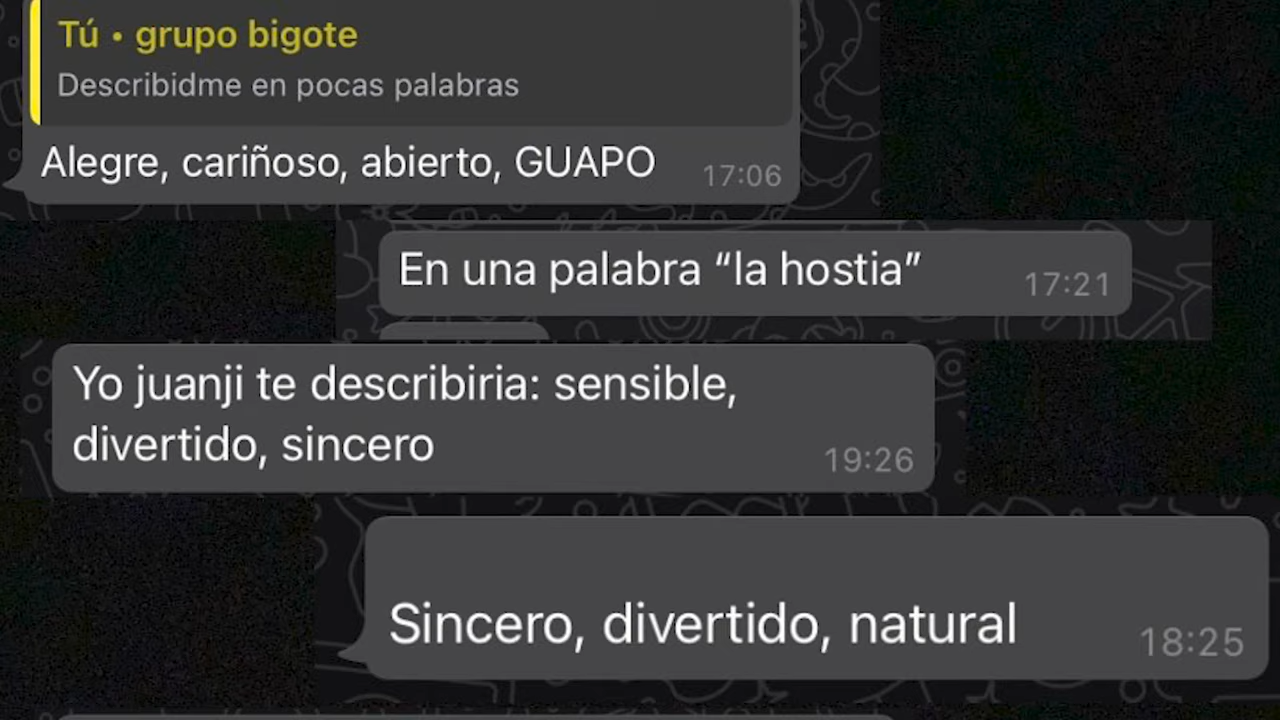 Tú • grupo bigote
Describidme en pocas palabras
Alegre, cariñoso, abierto, GUAPO 17:06
En una palabra “la hostia” 17:21
Yo juanji te describiria: sensible,
divertido, sincero 19:26
Sincero, divertido, natural 18:25